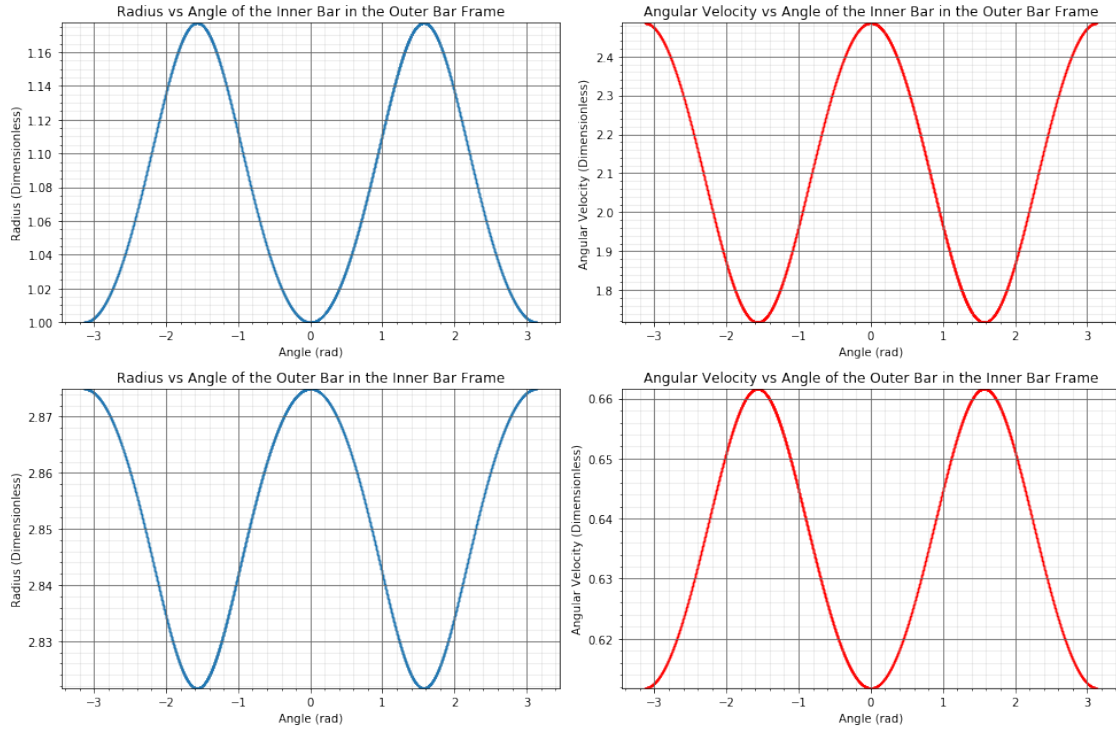 Radius vs Angle of the Inner Bar in the Outer Bar Frame
Radius (Dimensionless)
1.16
1.14
1.12
1.10
1.08
1.06
1.04
1.02
1.00
−3 −2 −1 0 1 2 3
Angle (rad)
Angular Velocity vs Angle of the Inner Bar in the Outer Bar Frame
Angular Velocity (Dimensionless)
2.4
2.3
2.2
2.1
2.0
1.9
1.8
−3 −2 −1 0 1 2 3
Angle (rad)
Radius vs Angle of the Outer Bar in the Inner Bar Frame
Radius (Dimensionless)
2.87
2.86
2.85
2.84
2.83
−3 −2 −1 0 1 2 3
Angle (rad)
Angular Velocity vs Angle of the Outer Bar in the Inner Bar Frame
Angular Velocity (Dimensionless)
0.66
0.65
0.64
0.63
0.62
−3 −2 −1 0 1 2 3
Angle (rad)